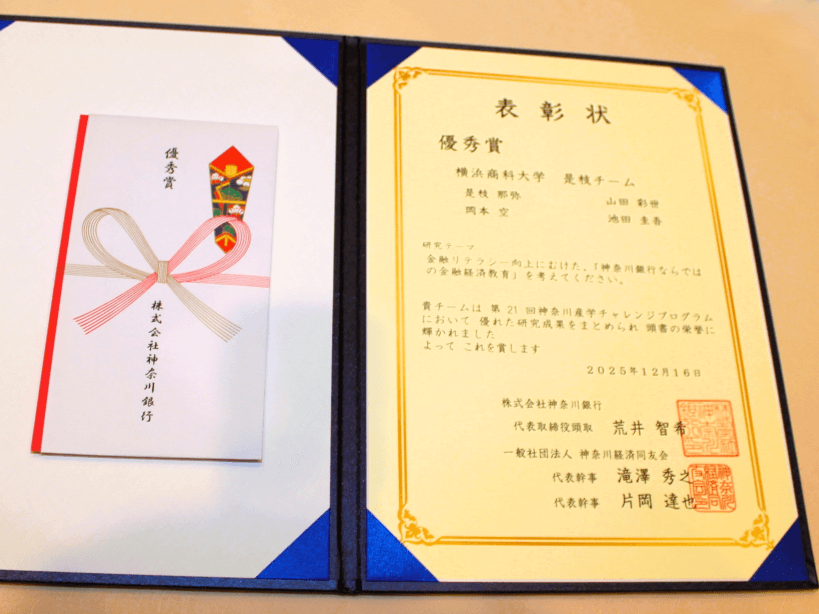 優秀賞
株式会社神奈川銀行
表彰状
優秀賞
横浜商科大学 是枝チーム
是枝 那弥 山田 彩世
岡本 空 池田 圭吾
研究テーマ
金融リテラシー向上にむけた、「神奈川銀行ならでは
の金融経済教育」を考えてください。
貴チームは 第21回神奈川産学チャレンジプログラム
において 優れた研究成果をまとめられ 頭書の栄誉に
輝かれました
よって これを賞します
2025年12月16日
株式会社神奈川銀行
代表取締役頭取 荒井 智希
一般社団法人 神奈川経済同友会
代表幹事 滝澤 秀之
代表幹事 片岡 達也